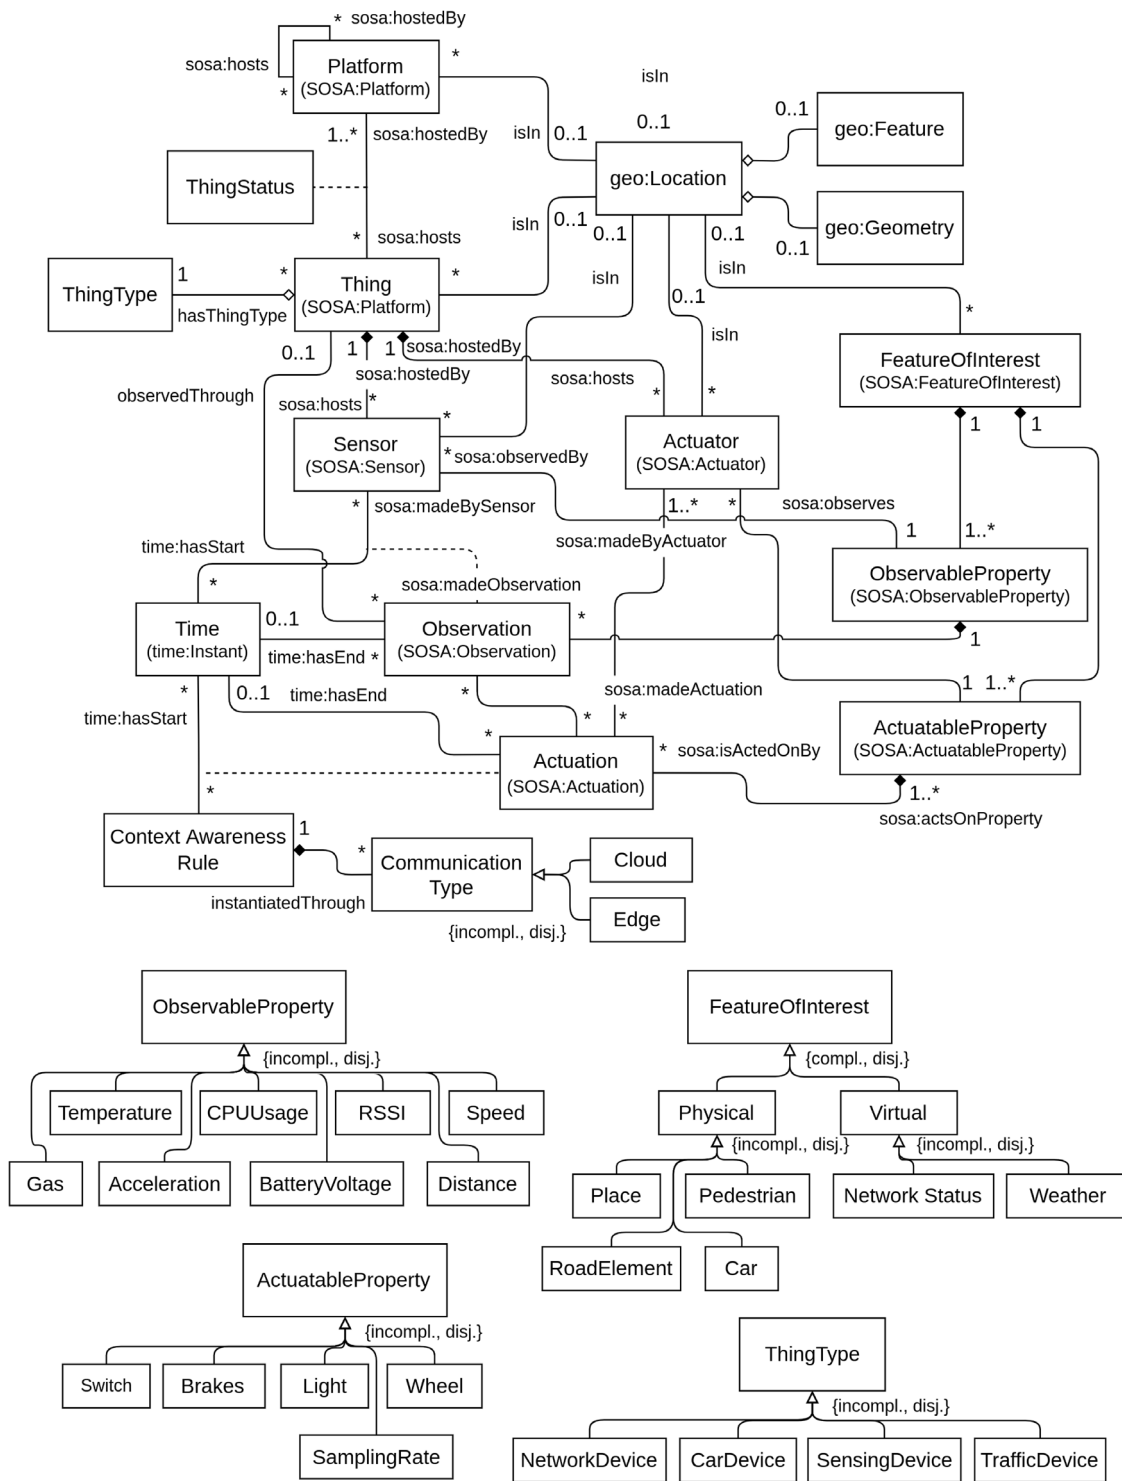 * sosa:hostedBy
sosa:hosts
*
Platform
(SOSA:Platform)
*
isIn
0..1
isIn
0..1
0..1
geo:Feature
1..*
sosa:hostedBy
ThingStatus
geo:Location
* sosa:hosts
isIn
0..1
0..1
0..1
0..1
geo:Geometry
isIn
isIn
ThingType
1
*
hasThingType
Thing
(SOSA:Platform)
*
0..1
isIn
*
0..1
1
1
sosa:hostedBy
sosa:hostedBy
observedThrough
sosa:hosts
*
sosa:hosts
*
*
FeatureOfInterest
(SOSA:FeatureOfInterest)
Sensor
(SOSA:Sensor)
*
* sosa:observedBy
Actuator
(SOSA:Actuator)
1
1
* sosa:madeBySensor
1..*
*
sosa:observes
1
1..*
time:hasStart
sosa:madeByActuator
*
sosa:madeObservation
*
ObservableProperty
(SOSA:ObservableProperty)
Time
(time:Instant)
0..1
time:hasEnd *
Observation
(SOSA:Observation)
*
1
*
0..1
time:hasEnd
*
sosa:madeActuation
1
1..*
time:hasStart
*
*
*
Actuation
(SOSA:Actuation)
* sosa:isActedOnBy
ActuatableProperty
(SOSA:ActuatableProperty)
*
1..*
sosa:actsOnProperty
Context Awareness
Rule
1
*
instantiatedThrough
Communication
Type
{incompl., disj.}
Cloud
Edge
ObservableProperty
{incompl., disj.}
Temperature
CPUUsage
RSSI
Speed
Gas
Acceleration
BatteryVoltage
Distance
FeatureOfInterest
{compl., disj.}
Physical
Virtual
{incompl., disj.}
{incompl., disj.}
Place
Pedestrian
Network Status
Weather
RoadElement
Car
ActuatableProperty
{incompl., disj.}
Switch
Brakes
Light
Wheel
SamplingRate
ThingType
{incompl., disj.}
NetworkDevice
CarDevice
SensingDevice
TrafficDevice